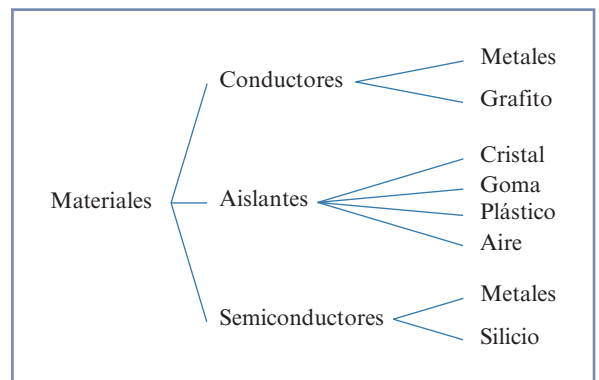 Metales
Conductores
Grafito
Cristal
Goma
Materiales
Aislantes
Plástico
Aire
Metales
Semiconductores
Silicio